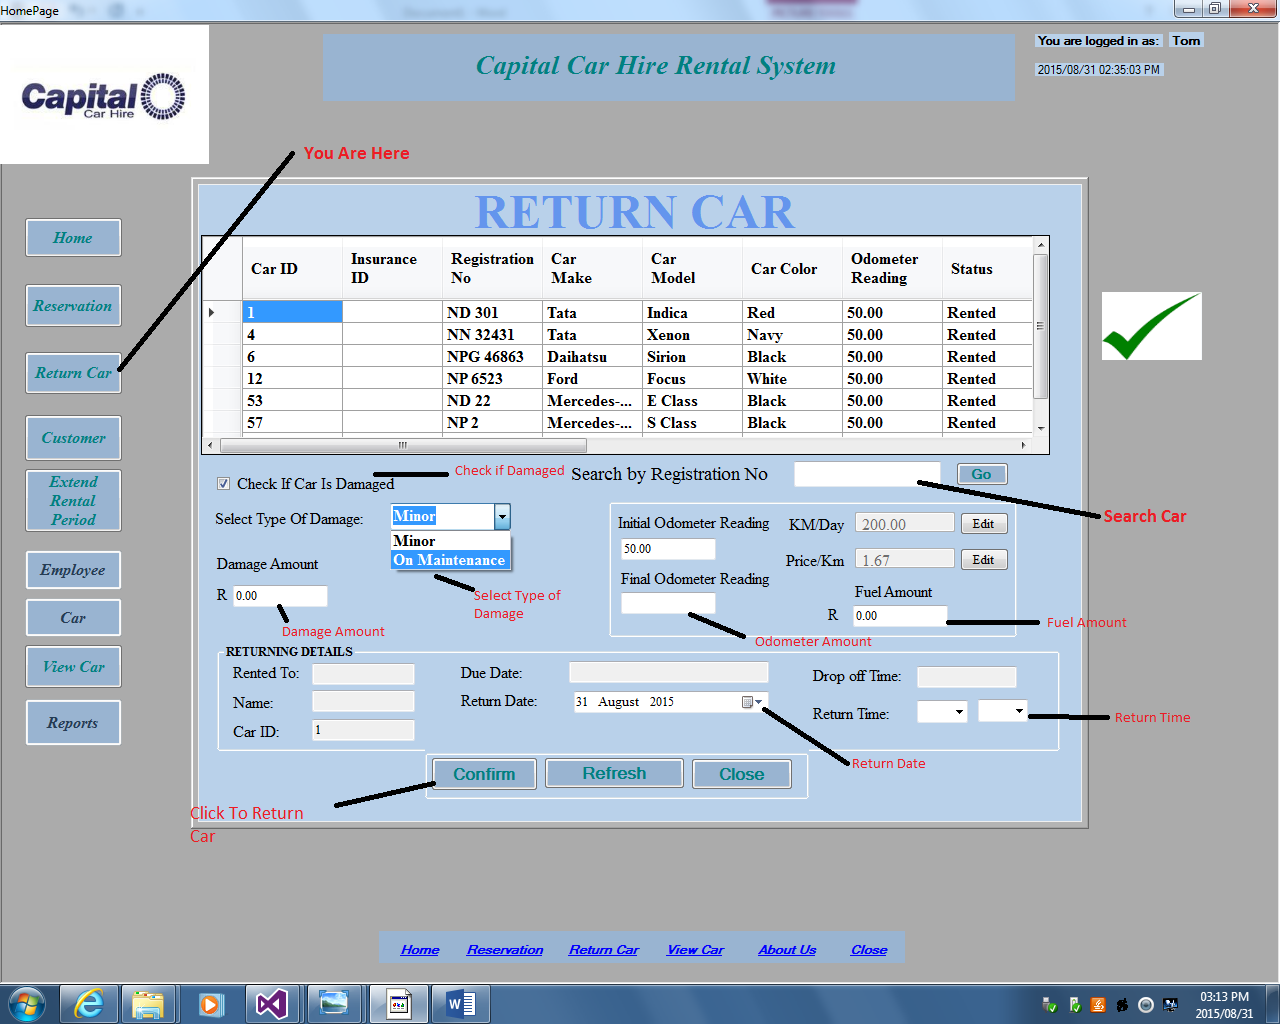 HomePage
Capital
Car Hire
Capital Car Hire Rental System
You are logged in as: Tom
2015/08/31 02:35:03 PM
You Are Here
Home
Reservation
Return Car
Customer
Extend
Rental
Period
Employee
Car
View Car
Reports
RETURN CAR
Car ID Insurance ID Registration No Car Make Car Model Car Color Odometer Reading Status
1 ND 301 Tata Indica Red 50.00 Rented
4 NN 32431 Tata Xenon Navy 50.00 Rented
6 NPG 46863 Daihatsu Sirion Black 50.00 Rented
12 NP 6523 Ford Focus White 50.00 Rented
53 ND 22 Mercedes-... E Class Black 50.00 Rented
57 NP 2 Mercedes-... S Class Black 50.00 Rented
Check If Car Is Damaged
Check if Damaged
Search by Registration No
Go
Search Car
Select Type Of Damage:
Minor
Minor
On Maintenance
Select Type of
Damage
Damage Amount
R 0.00
Damage Amount
Initial Odometer Reading
50.00
Final Odometer Reading
Odometer Amount
KM/Day 200.00 Edit
Price/Km 1.67 Edit
Fuel Amount
R 0.00
Fuel Amount
RETURNING DETAILS
Rented To:
Name:
Car ID: 1
Due Date:
Return Date: 31 August 2015
Drop off Time:
Return Time:
Return Time
Return Date
Confirm Refresh Close
Click To Return
Car
Home Reservation Return Car View Car About Us Close
03:13 PM
2015/08/31